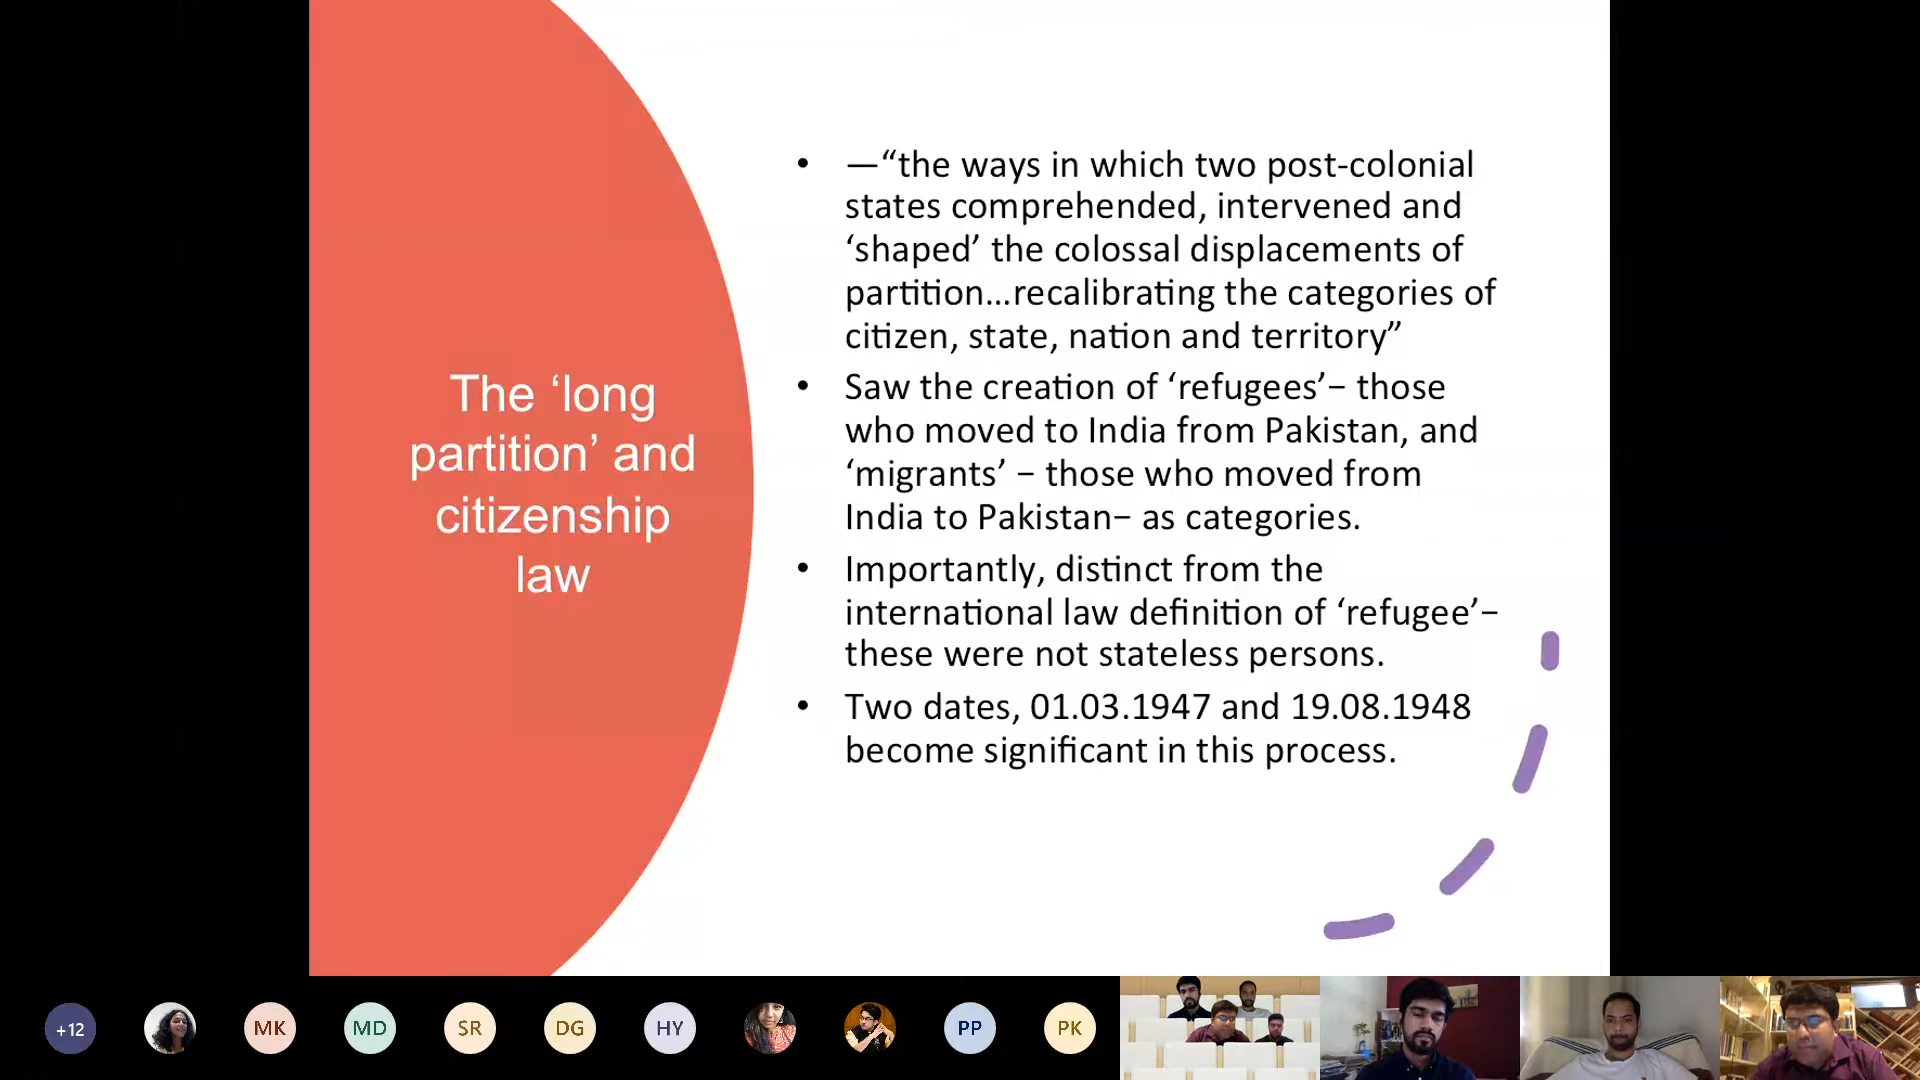 The ‘long
partition’ and
citizenship
law
• —“the ways in which two post-colonial
states comprehended, intervened and
‘shaped’ the colossal displacements of
partition...recalibrating the categories of
citizen, state, nation and territory”
• Saw the creation of ‘refugees’– those
who moved to India from Pakistan, and
‘migrants’ – those who moved from
India to Pakistan– as categories.
• Importantly, distinct from the
international law definition of ‘refugee’–
these were not stateless persons.
• Two dates, 01.03.1947 and 19.08.1948
become significant in this process.
+12 MK MD SR DG HY PP PK